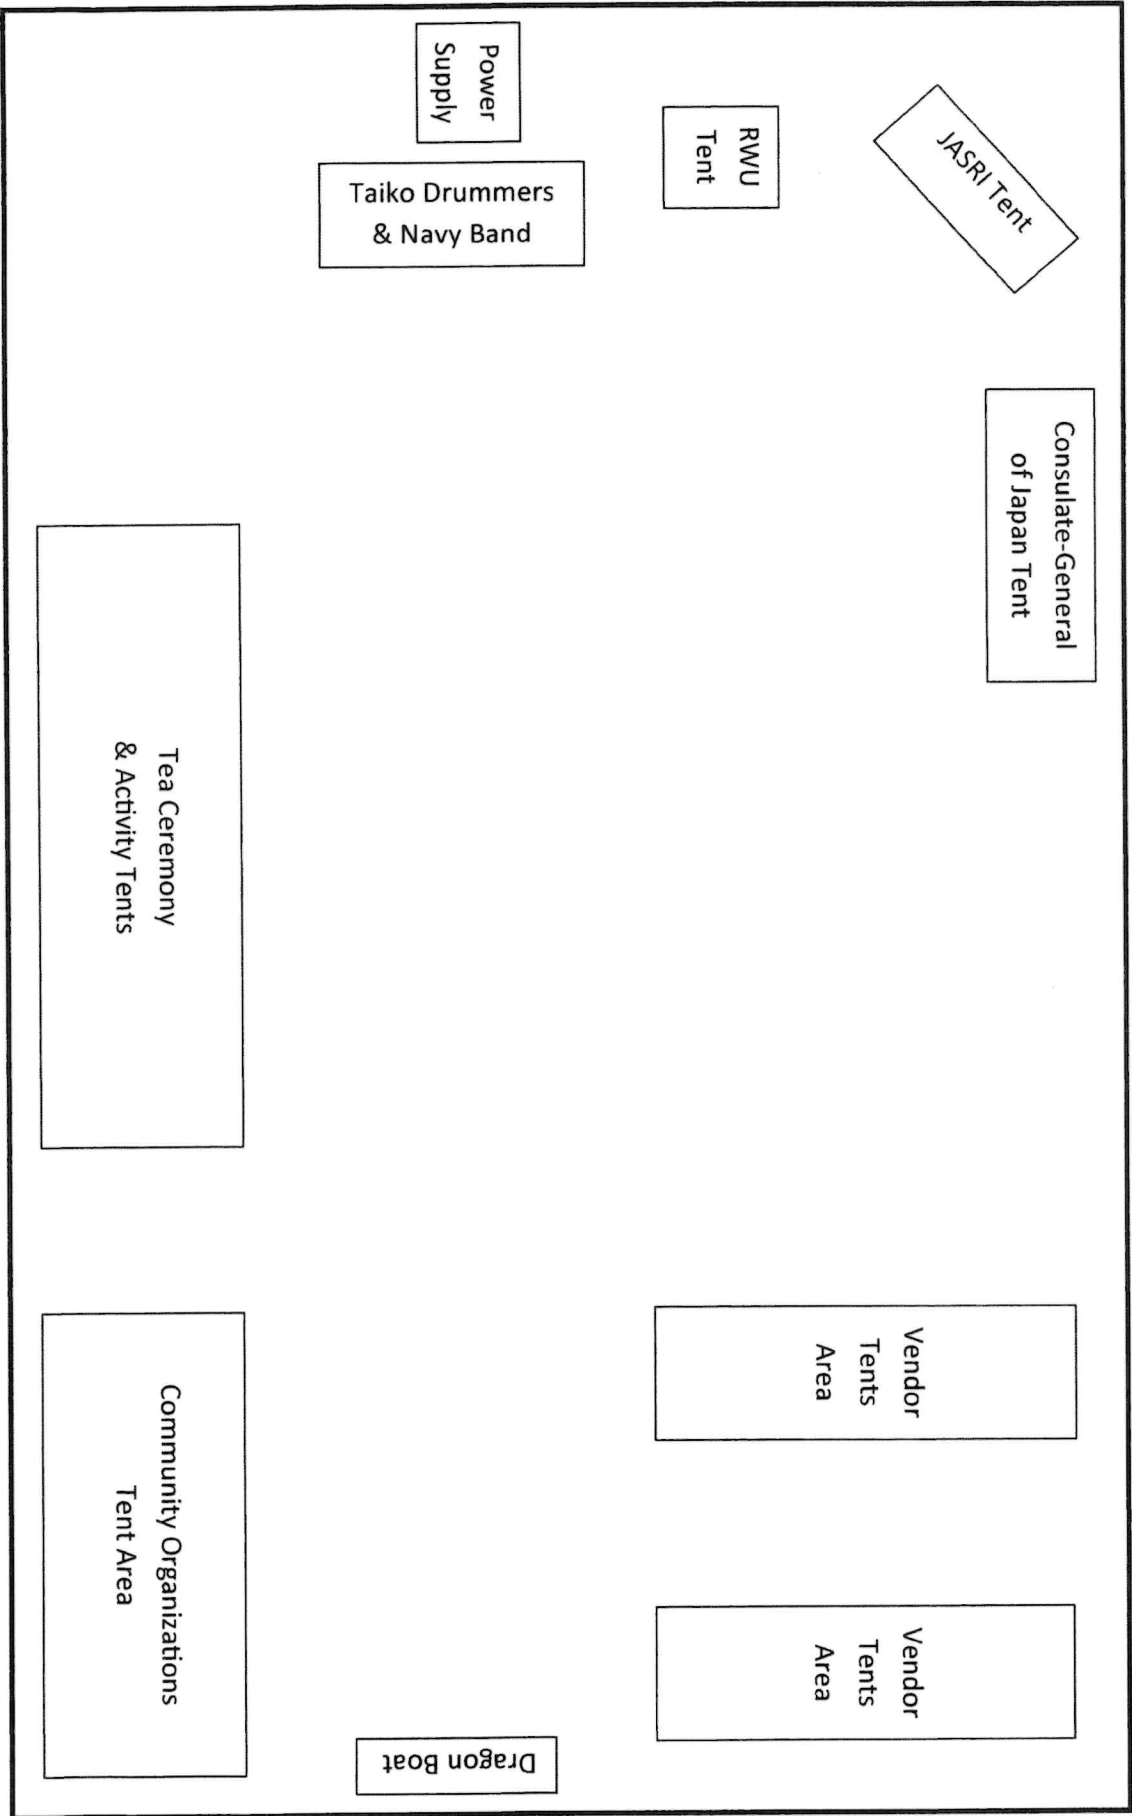 Power
Supply
Taiko Drummers
& Navy Band
RWU
Tent
JASRI Tent
Consulate-General
of Japan Tent
Tea Ceremony
& Activity Tents
Vendor
Tents
Area
Community Organizations
Tent Area
Vendor
Tents
Area
Dragon Boat